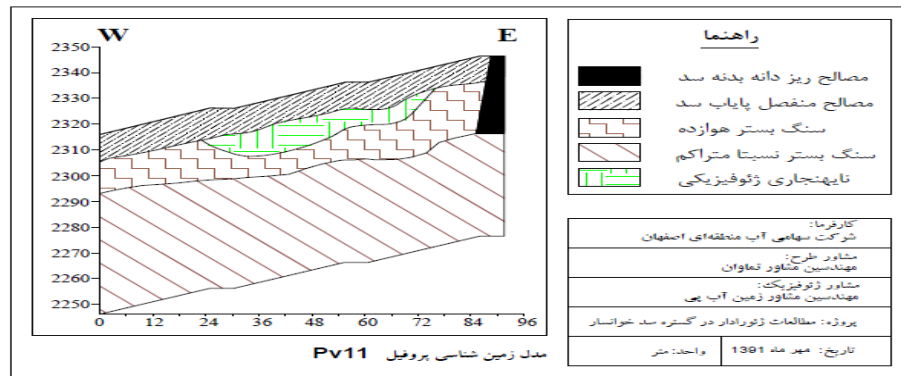 W E
2350
2340
2330
2320
2310
2300
2290
2280
2270
2260
2250
0 12 24 36 48 60 72 84 96
مدل زمین شناسی پروفیل Pv11
راهنما
مصالح ریز دانه بدنه سد
مصالح منفصل پایاب سد
سنگ بستر هوازده
سنگ بستر نسبتا متراکم
نابهنجاری ژئوفیزیکی
کارفرما:
شرکت سهامی آب منطقه‌ای اصفهان
مشاور طرح:
مهندسین مشاور تماوان
مشاور ژئوفیزیک:
مهندسین مشاور زمین آب پی
پروژه: مطالعات ژئورادار در گستره سد خوانسار
تاریخ: مهر ماه 1391 واحد: متر